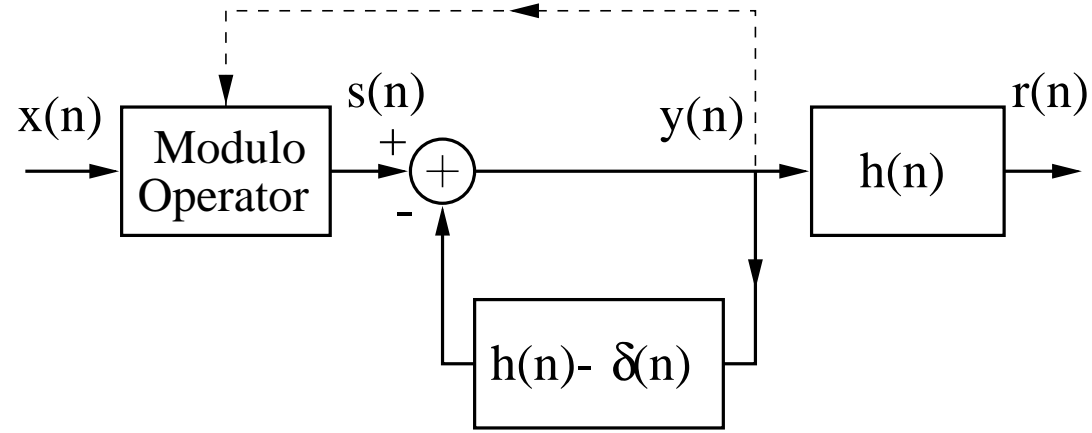 x(n)
Modulo
Operator
s(n)
+
-
+
y(n)
h(n)
r(n)
h(n)- δ(n)